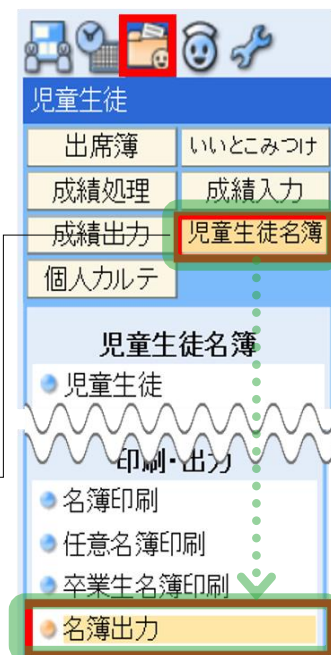 児童生徒
出席簿 いいとこみつけ
成績処理 成績入力
成績出力 児童生徒名簿
個人カルテ
児童生徒名簿
児童生徒
印刷・出力
名簿印刷
任意名簿印刷
卒業生名簿印刷
名簿出力